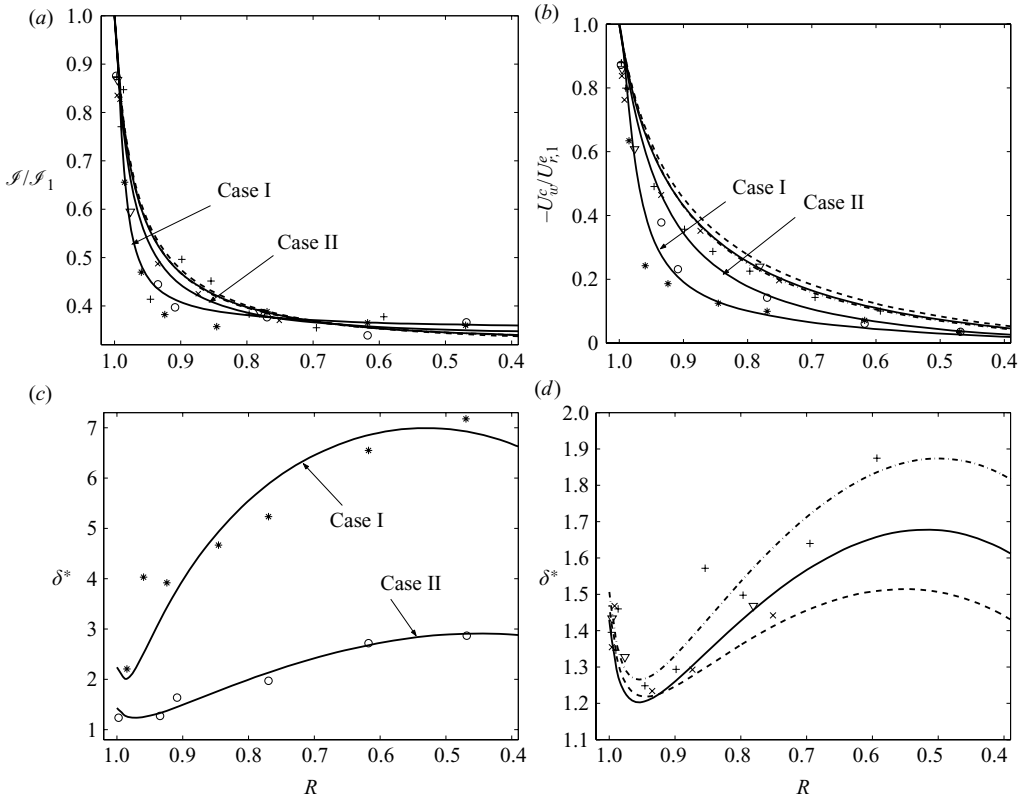 (a)
1.0
0.9
0.8
0.7
ℐ/ℐ₁
0.6
0.5
0.4
Case I
Case II
1.0 0.9 0.8 0.7 0.6 0.5 0.4
(b)
1.0
0.8
0.6
−U^c_w/U^e_{r,1}
0.4
0.2
0
Case I
Case II
1.0 0.9 0.8 0.7 0.6 0.5 0.4
(c)
7
6
5
4
δ*
3
2
1
Case I
Case II
1.0 0.9 0.8 0.7 0.6 0.5 0.4
R
(d)
2.0
1.9
1.8
1.7
1.6
δ*
1.5
1.4
1.3
1.2
1.1
1.0 0.9 0.8 0.7 0.6 0.5 0.4
R